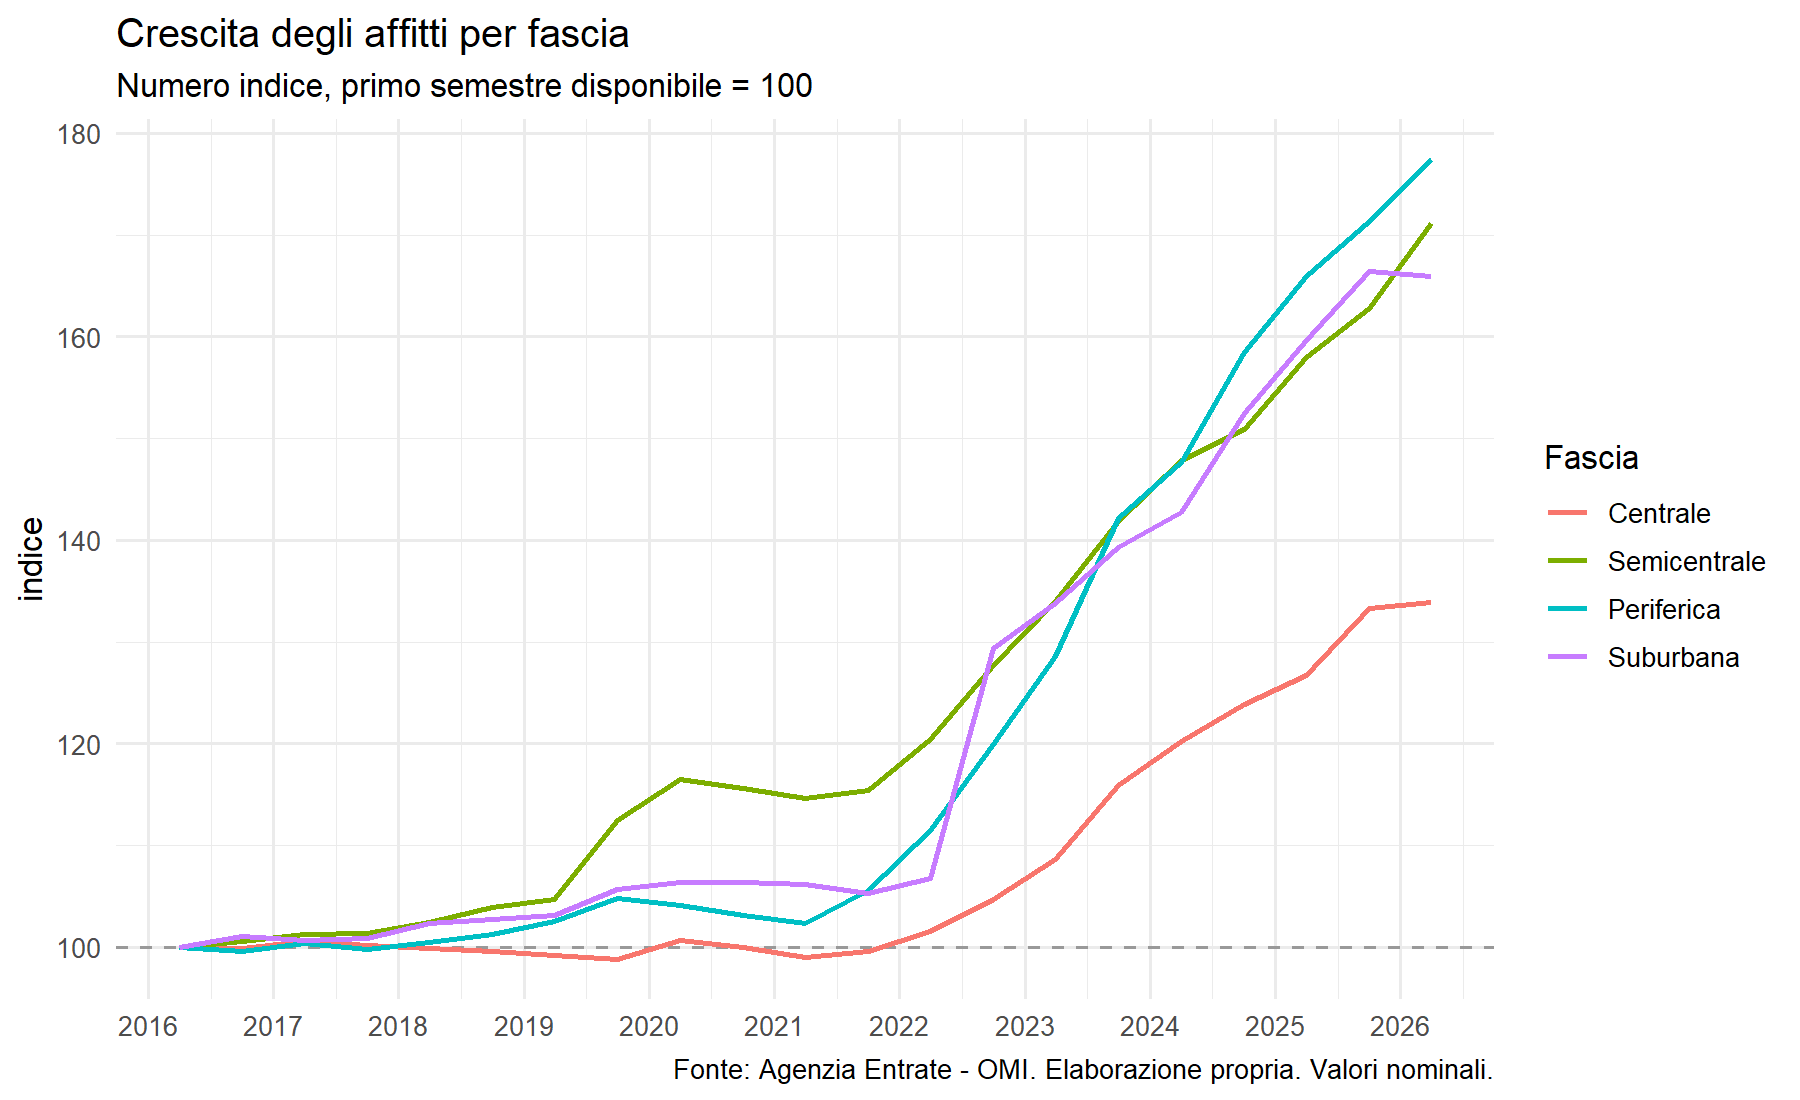 Crescita degli affitti per fascia
Numero indice, primo semestre disponibile = 100
180
160
140
120
100
indice
2016 2017 2018 2019 2020 2021 2022 2023 2024 2025 2026
Fascia
Centrale
Semicentrale
Periferica
Suburbana
Fonte: Agenzia Entrate - OMI. Elaborazione propria. Valori nominali.